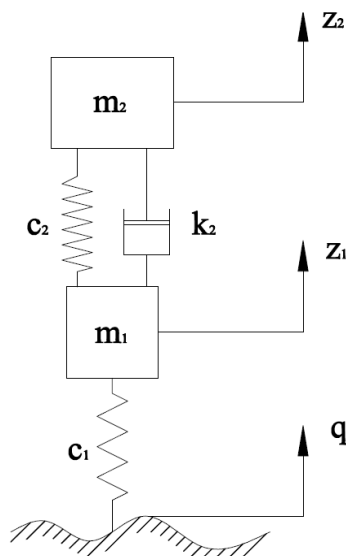 z₂
m₂
c₂
k₂
z₁
m₁
q
c₁